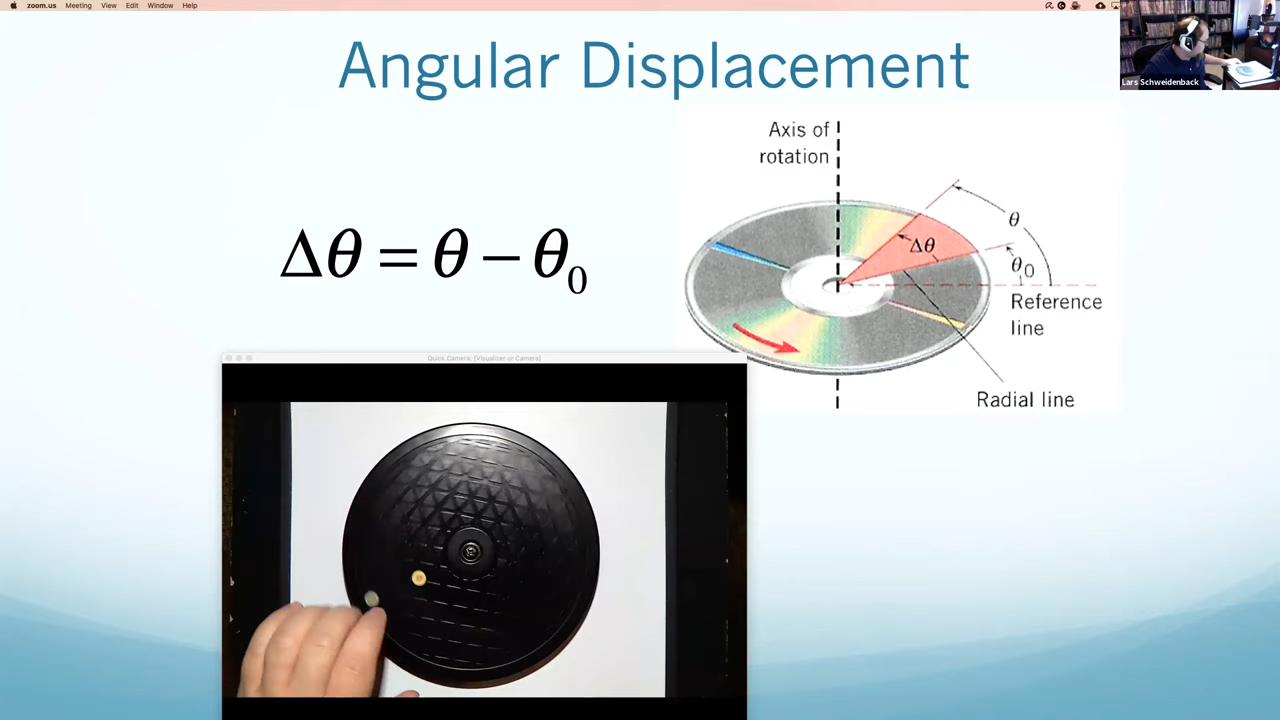 zoom.us Meeting View Edit Window Help
Angular Displacement
Lars Schweidenback
Axis of
rotation
Δθ = θ − θ₀
θ
Δθ
θ₀
Reference
line
Radial line
Quick Camera: [Visualizer or Camera]